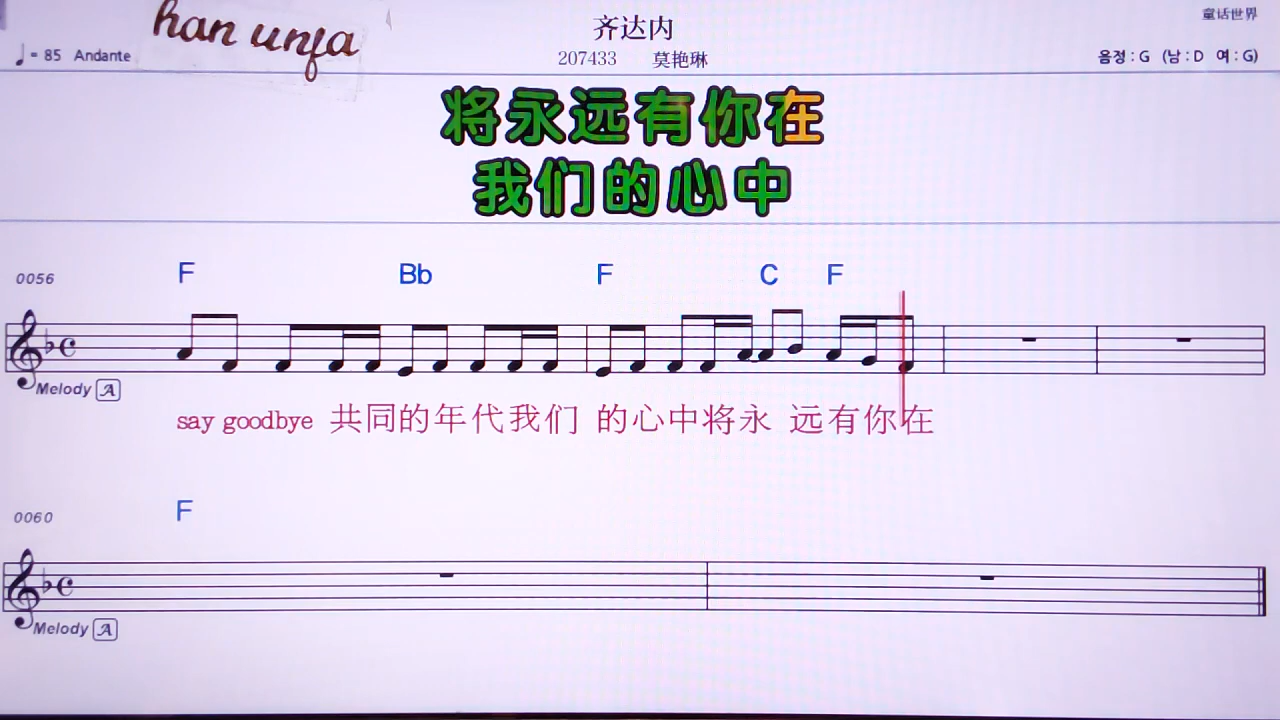 han unfa
齐达内
童话世界
♩= 85 Andante
207433 莫艳琳
음정 : G (남 : D 여 : G)
将永远有你在
我们的心中
0056
F Bb F C F
Melody A
say goodbye 共同的年代我们 的心中将永 远有你在
0060
F
Melody A